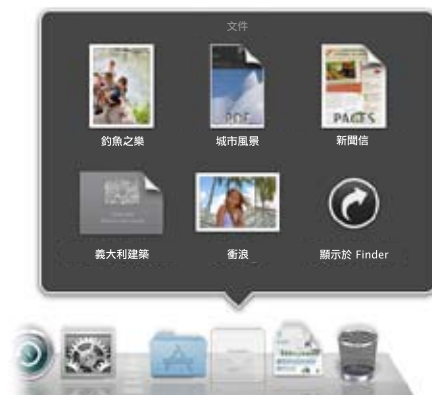 文件
PDF
PAGES
釣魚之樂
城市風景
新聞信
義大利建築
衝浪
顯示於 Finder